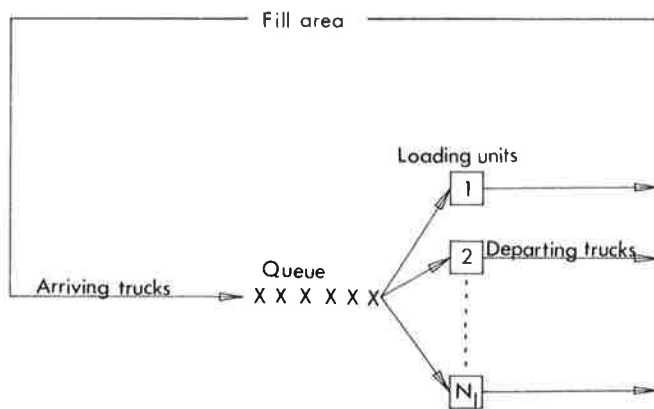 Fill area
Loading units
1
2
Departing trucks
Queue
Arriving trucks
X X X X X X
N₁